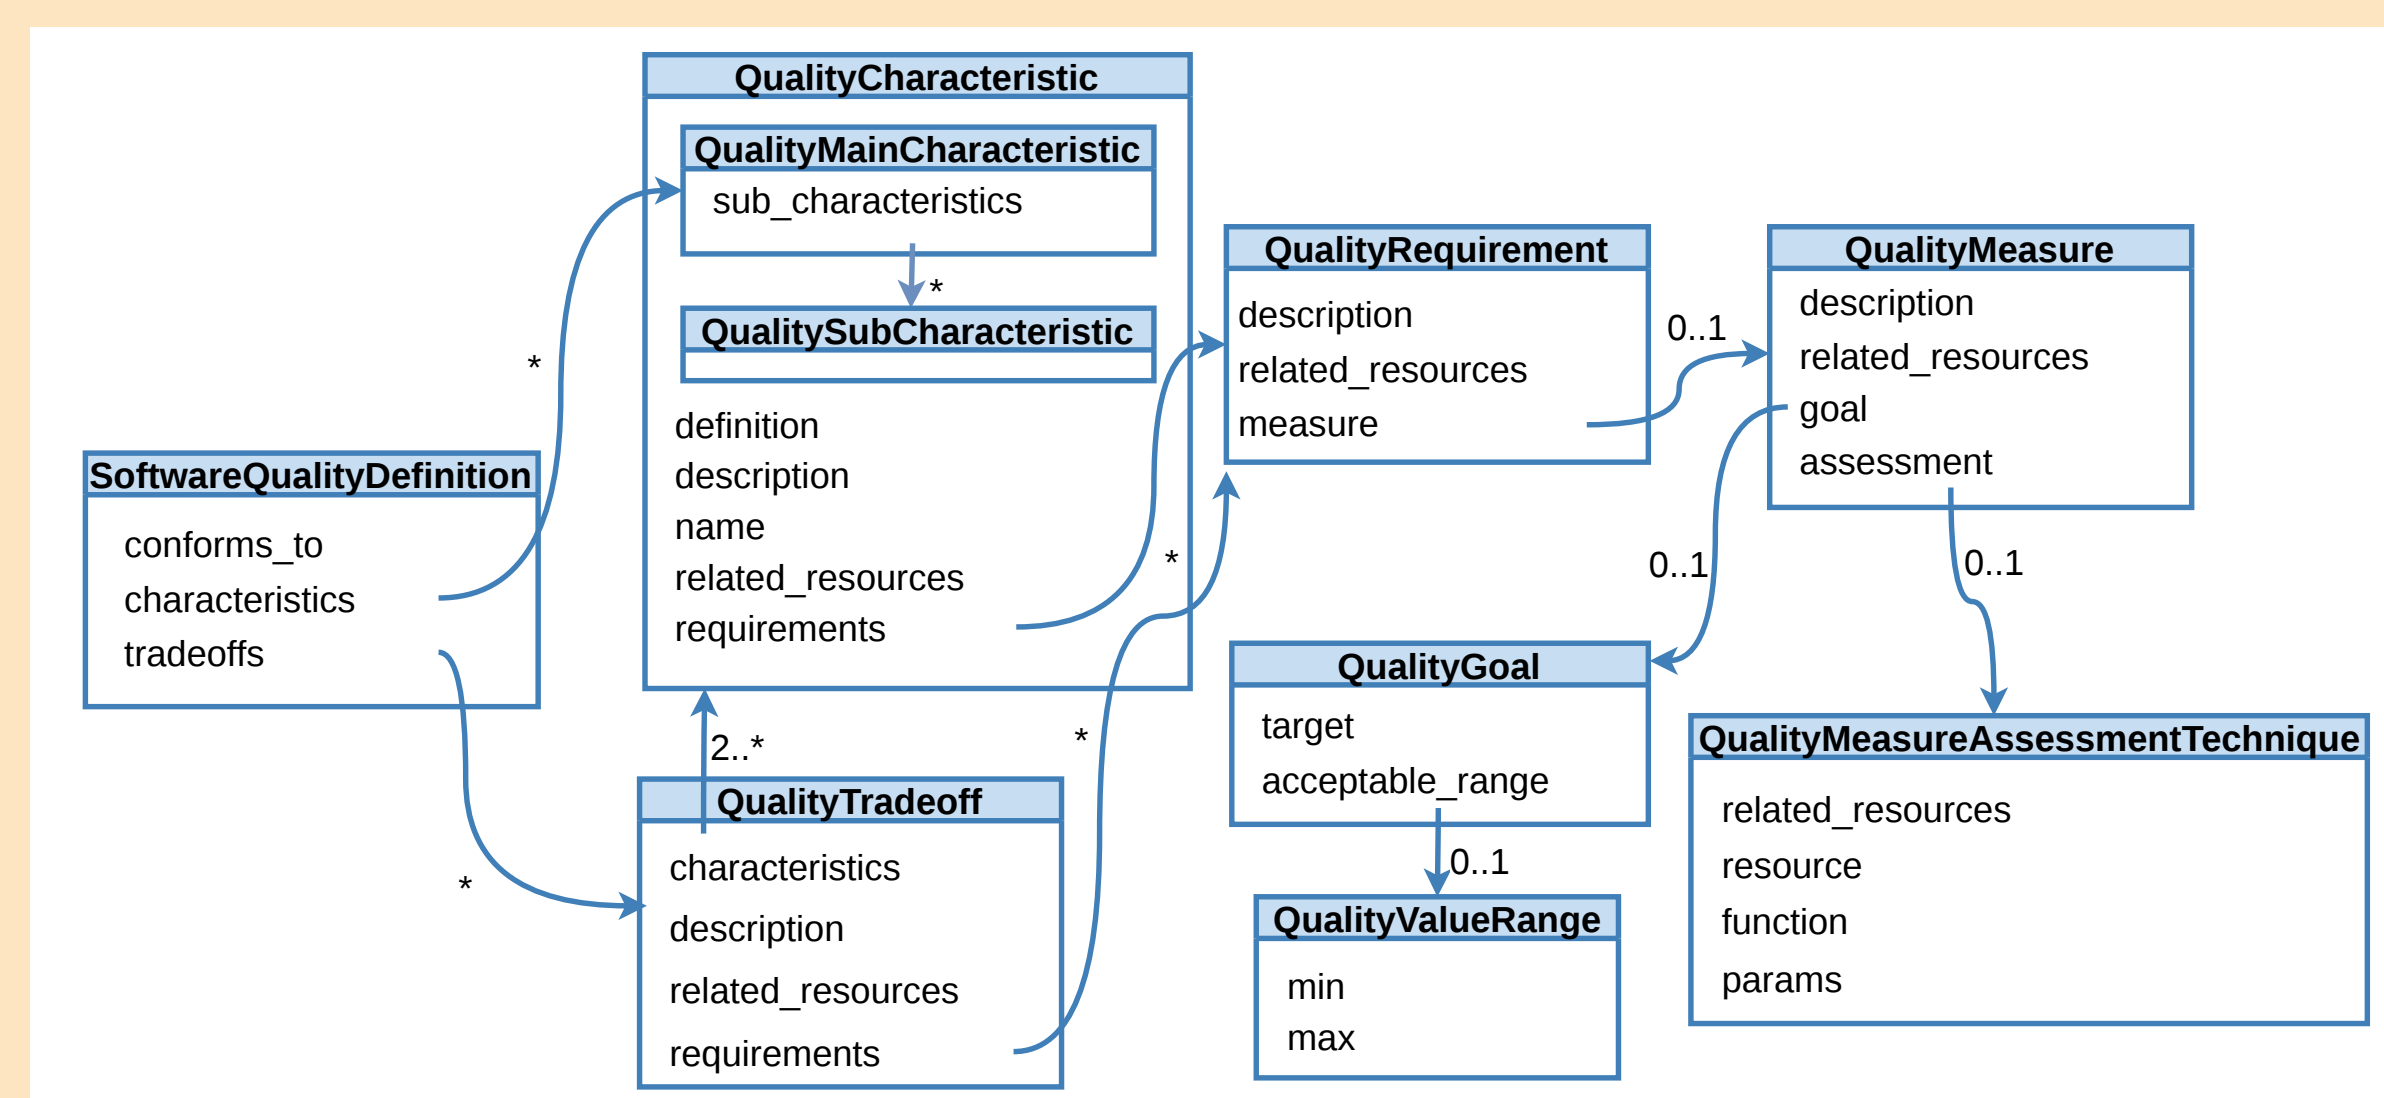 QualityCharacteristic
QualityMainCharacteristic
sub_characteristics
*
QualitySubCharacteristic
definition
description
name
related_resources
requirements
*
SoftwareQualityDefinition
conforms_to
characteristics
tradeoffs
*
*
2..*
QualityTradeoff
characteristics
description
related_resources
requirements
*
QualityRequirement
description
related_resources
measure
0..1
QualityMeasure
description
related_resources
goal
assessment
0..1
0..1
QualityGoal
target
acceptable_range
0..1
QualityValueRange
min
max
QualityMeasureAssessmentTechnique
related_resources
resource
function
params